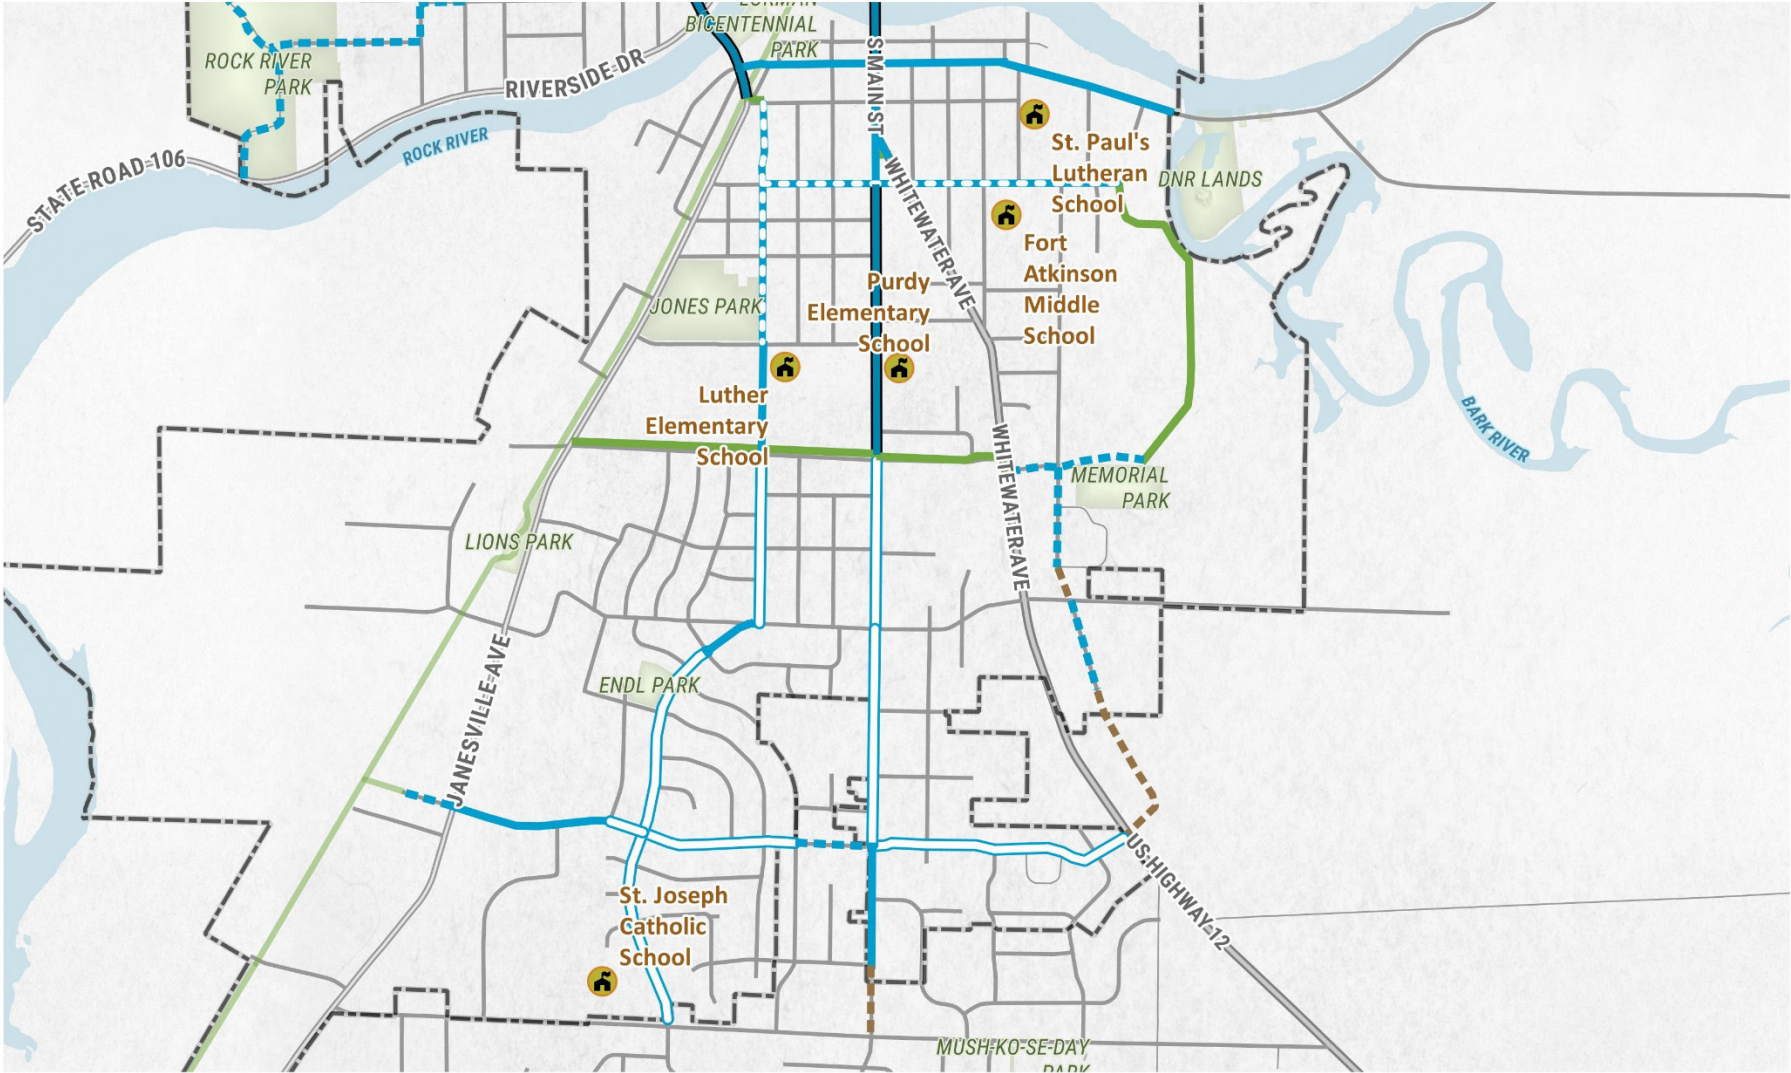 LORMAN
BICENTENNIAL
PARK
ROCK RIVER
PARK
RIVERSIDE DR
S MAIN ST
ROCK RIVER
STATE ROAD 106
St. Paul's
Lutheran
School
DNR LANDS
WHITEWATER AVE
Fort
Atkinson
Middle
School
Purdy
Elementary
School
JONES PARK
Luther
Elementary
School
BARK RIVER
WHITEWATER AVE
MEMORIAL
PARK
LIONS PARK
ENDL PARK
JANESVILLE AVE
US HIGHWAY 12
St. Joseph
Catholic
School
MUSH-KO-SE-DAY
PARK